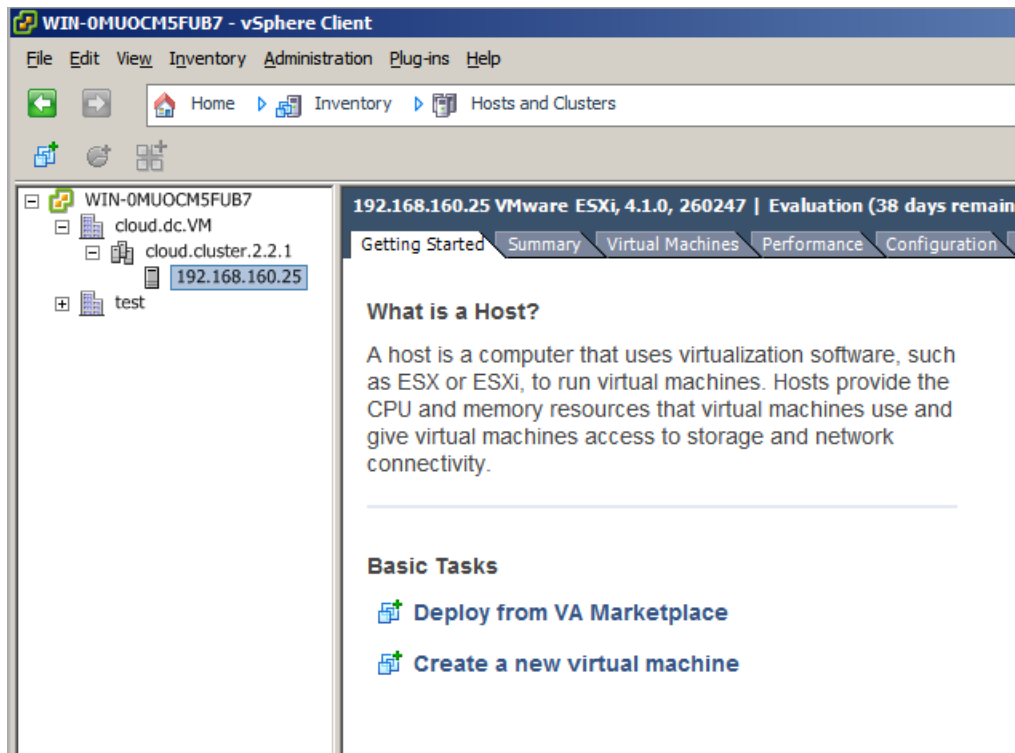 WIN-0MUOCM5FUB7 - vSphere Client
File Edit View Inventory Administration Plug-ins Help
Home Inventory Hosts and Clusters
WIN-0MUOCM5FUB7
cloud.dc.VM
cloud.cluster.2.2.1
192.168.160.25
test
192.168.160.25 VMware ESXi, 4.1.0, 260247 | Evaluation (38 days remain
Getting Started Summary Virtual Machines Performance Configuration
What is a Host?
A host is a computer that uses virtualization software, such
as ESX or ESXi, to run virtual machines. Hosts provide the
CPU and memory resources that virtual machines use and
give virtual machines access to storage and network
connectivity.
Basic Tasks
Deploy from VA Marketplace
Create a new virtual machine